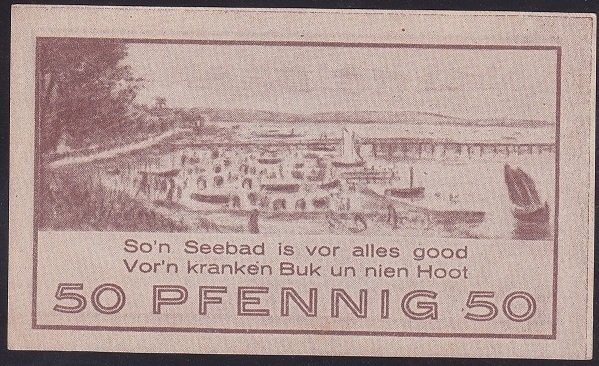 So'n Seebad is vor alles good
Vor'n kranken Buk un nien Hoot
50 PFENNIG 50